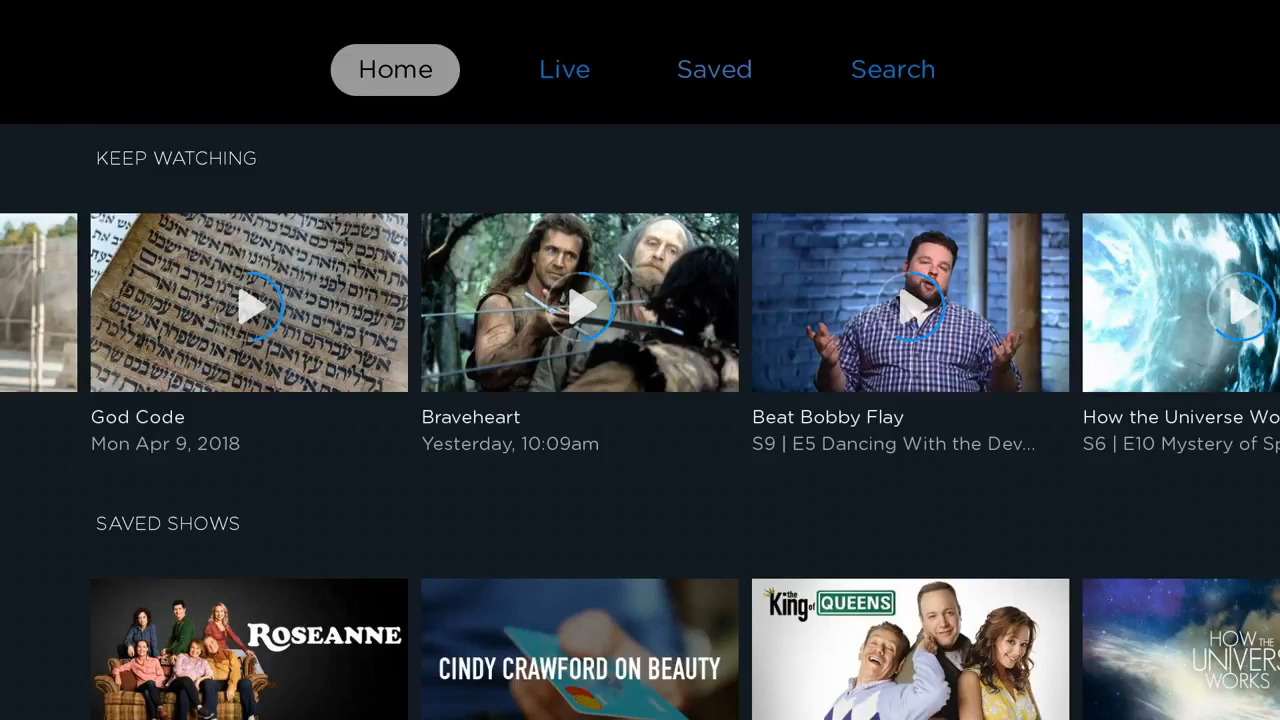 Home
Live
Saved
Search
KEEP WATCHING
God Code
Mon Apr 9, 2018
Braveheart
Yesterday, 10:09am
Beat Bobby Flay
S9 | E5 Dancing With the Dev...
How the Universe Wo
S6 | E10 Mystery of Sp
SAVED SHOWS
ROSEANNE
CINDY CRAWFORD ON BEAUTY
the King of QUEENS
HOW THE
UNIVERS
WORKS